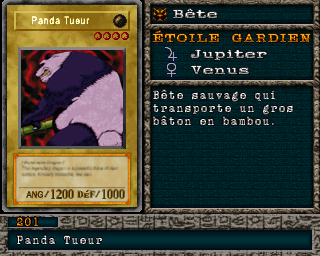 Panda Tueur
ANG/1200 DéF/1000
Bête
ÉTOILE GARDIEN
Jupiter
Venus
Bête sauvage qui
transporte un gros
bâton en bambou.
201
Panda Tueur